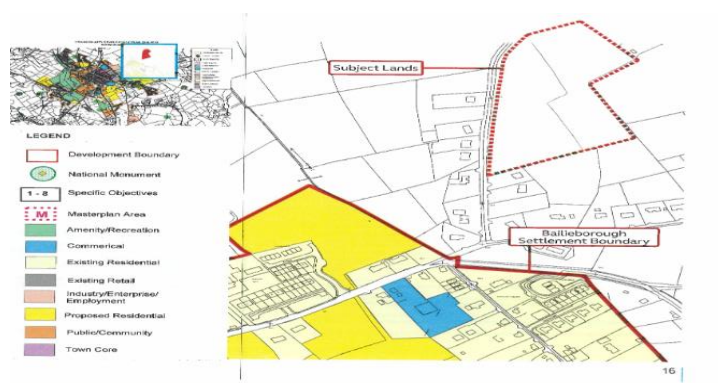 Subject Lands
LEGEND
Development Boundary
National Monument
1 - 8 Specific Objectives
M Masterplan Area
Amenity/Recreation
Commerical
Existing Residential
Existing Retail
Industry/Enterprise/
Employment
Proposed Residential
Public/Community
Town Core
Bailieborough
Settlement Boundary
16